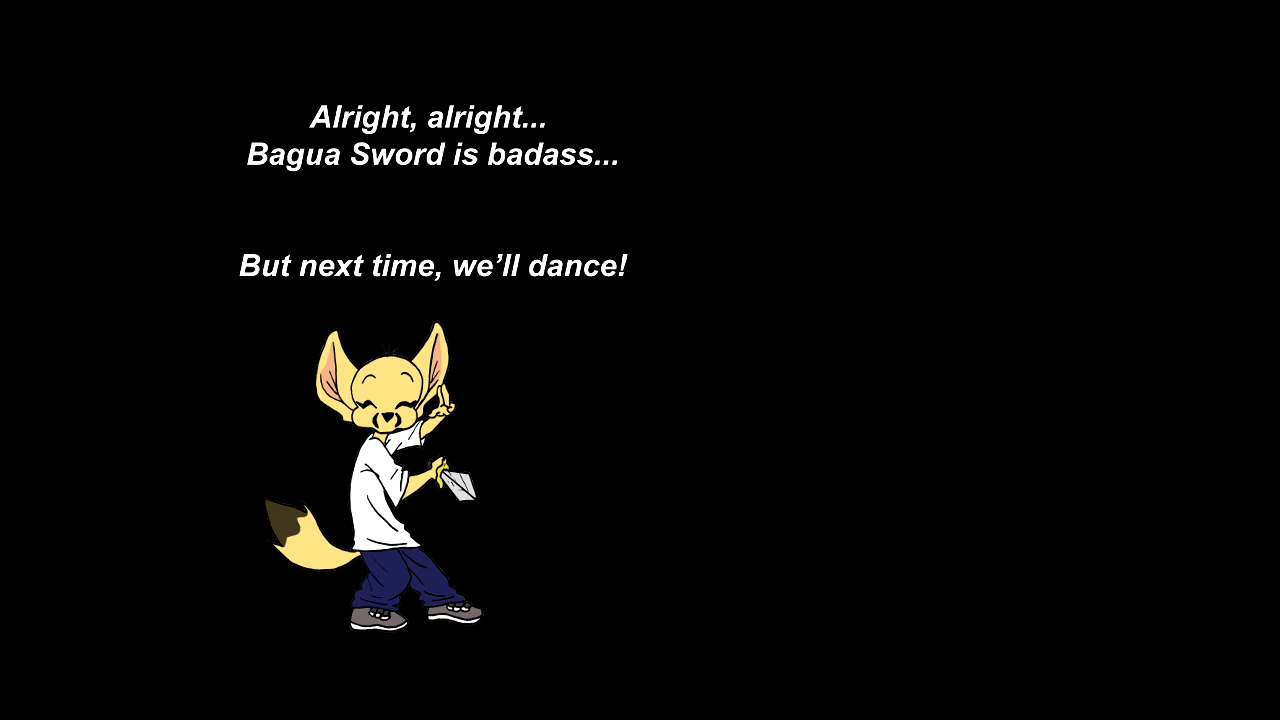 Alright, alright...
Bagua Sword is badass...
But next time, we’ll dance!